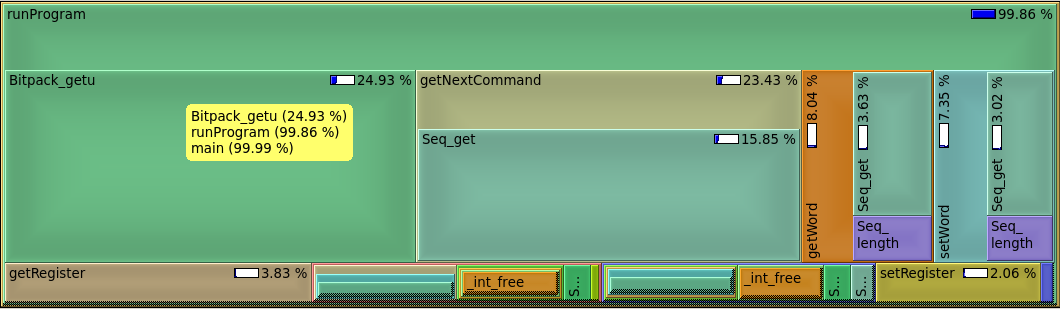 runProgram 99.86 %
Bitpack_getu 24.93 %
getNextCommand 23.43 %
Bitpack_getu (24.93 %)
runProgram (99.86 %)
main (99.99 %)
Seq_get 15.85 %
getWord 8.04 %
Seq_get 3.63 %
Seq_
length
setWord 7.35 %
Seq_get 3.02 %
Seq_
length
getRegister 3.83 %
_int_free
S...
_int_free
S...
S...
setRegister 2.06 %